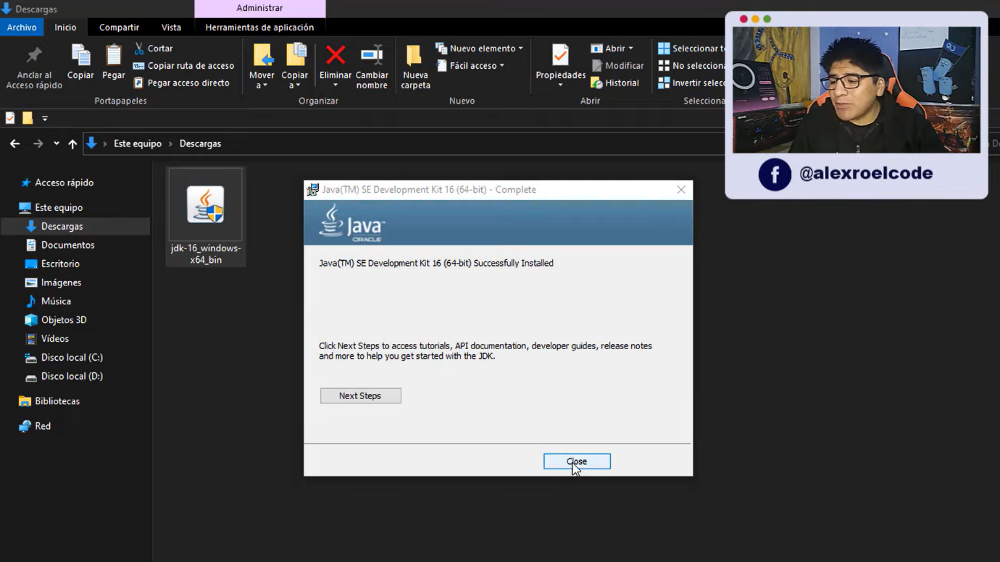 Descargas
Administrar
Archivo
Inicio
Compartir
Vista
Herramientas de aplicación
Anclar al
Acceso rápido
Copiar
Pegar
Cortar
Copiar ruta de acceso
Pegar acceso directo
Portapapeles
Mover
a
Copiar
a
Eliminar
Cambiar
nombre
Organizar
Nueva
carpeta
Nuevo elemento
Fácil acceso
Nuevo
Propiedades
Abrir
Modificar
Historial
Abrir
Seleccionar
No selecciona
Invertir selec
Selecciona
@alexroelcode
Este equipo
Descargas
Acceso rápido
Este equipo
Descargas
Documentos
Escritorio
Imágenes
Música
Objetos 3D
Vídeos
Disco local (C:)
Disco local (D:)
Bibliotecas
Red
jdk-16_windows-
x64_bin
Java(TM) SE Development Kit 16 (64-bit) - Complete
Java™
ORACLE
Java(TM) SE Development Kit 16 (64-bit) Successfully Installed
Click Next Steps to access tutorials, API documentation, developer guides, release notes
and more to help you get started with the JDK.
Next Steps
Close